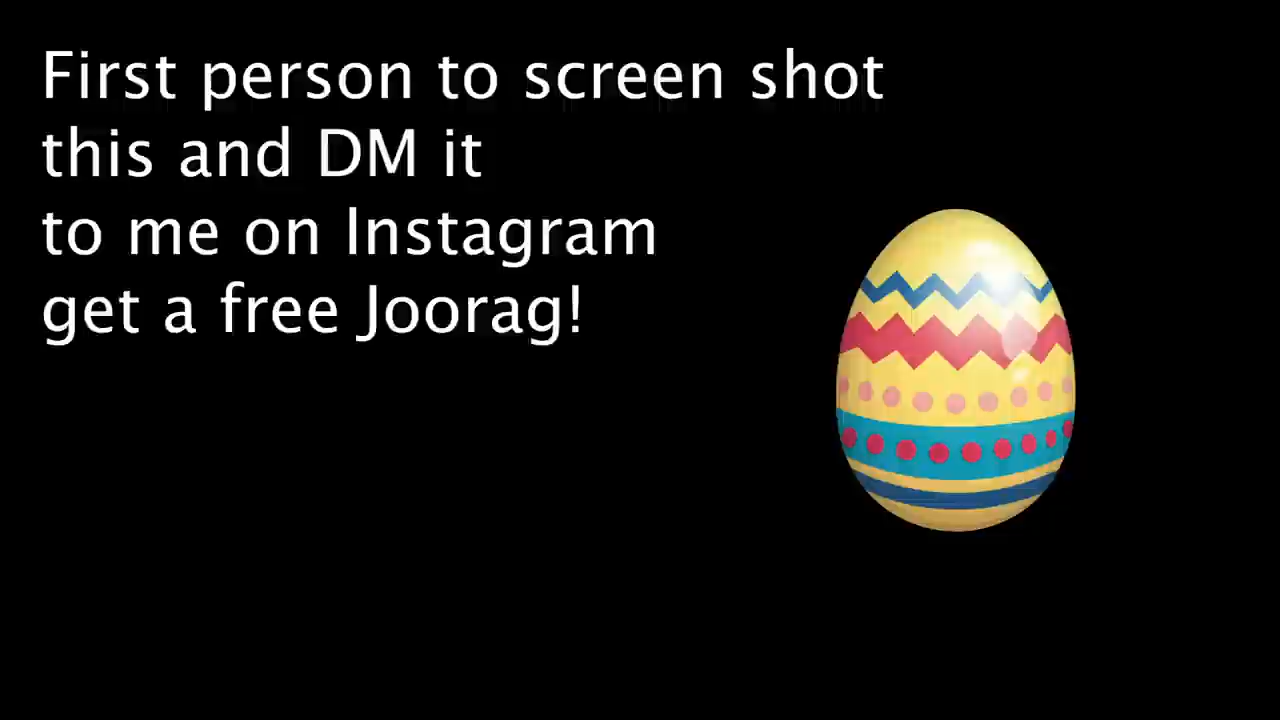 First person to screen shot
this and DM it
to me on Instagram
get a free Joorag!